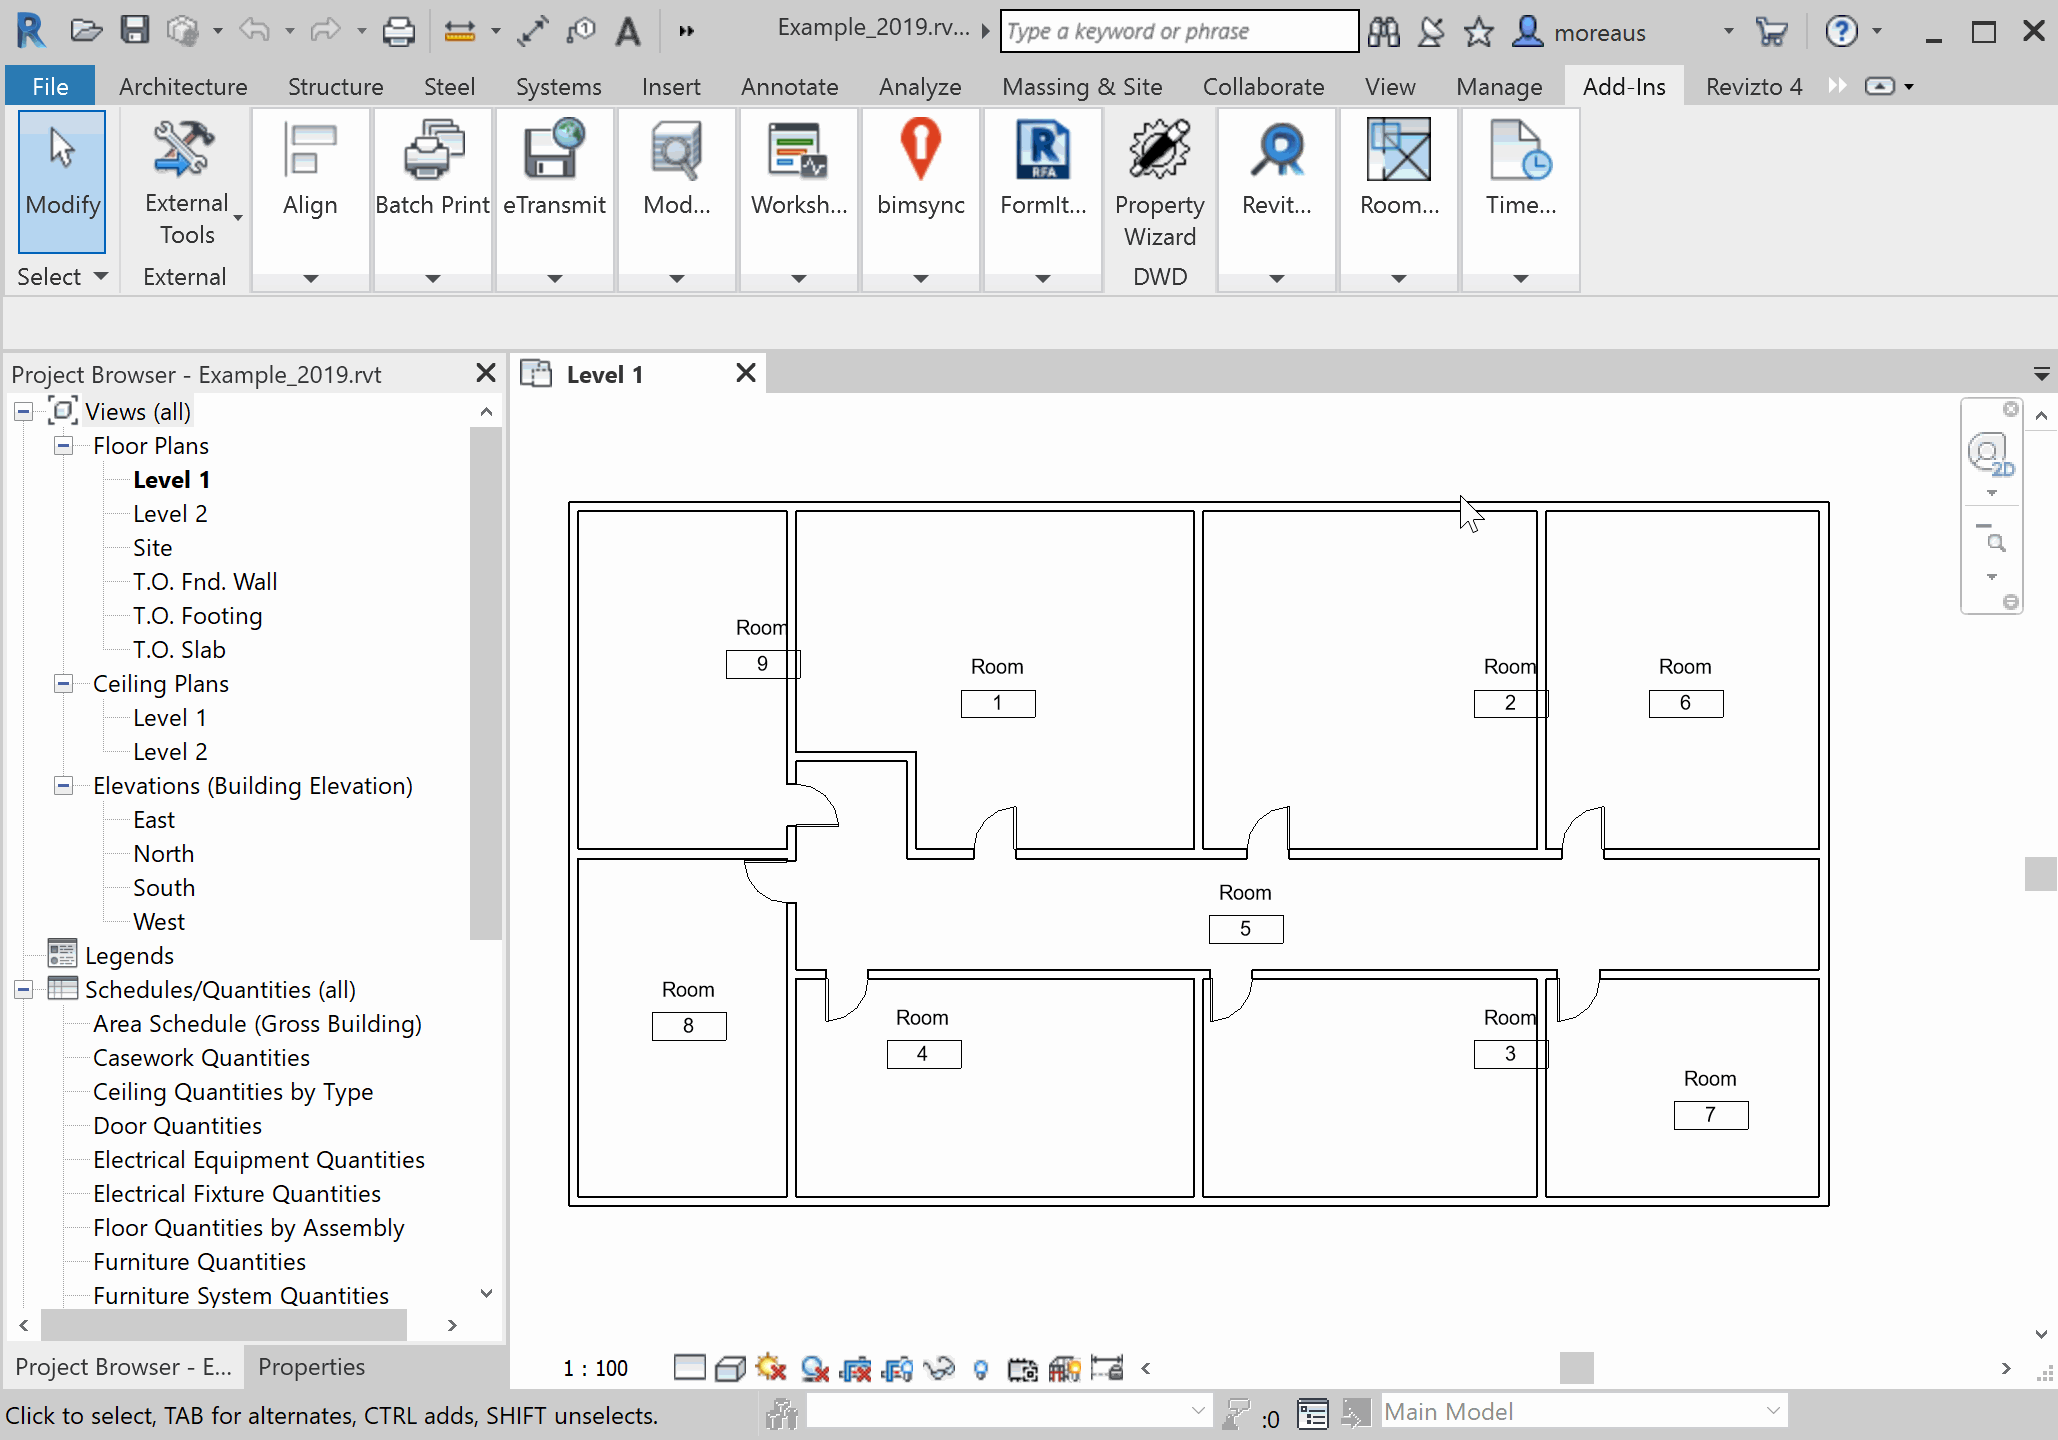 Example_2019.rv...
Type a keyword or phrase
moreaus
File
Architecture
Structure
Steel
Systems
Insert
Annotate
Analyze
Massing & Site
Collaborate
View
Manage
Add-Ins
Revizto 4
Modify
External
Tools
Align
Batch Print
eTransmit
Mod...
Worksh...
bimsync
RFA
FormIt...
Property
Wizard
Revit...
Room...
Time...
Select
External
DWD
Project Browser - Example_2019.rvt
Level 1
Views (all)
Floor Plans
Level 1
Level 2
Site
T.O. Fnd. Wall
T.O. Footing
T.O. Slab
Ceiling Plans
Level 1
Level 2
Elevations (Building Elevation)
East
North
South
West
Legends
Schedules/Quantities (all)
Area Schedule (Gross Building)
Casework Quantities
Ceiling Quantities by Type
Door Quantities
Electrical Equipment Quantities
Electrical Fixture Quantities
Floor Quantities by Assembly
Furniture Quantities
Furniture System Quantities
2D
Room
9
Room
1
Room
2
Room
6
Room
5
Room
8
Room
4
Room
3
Room
7
Project Browser - E...
Properties
1 : 100
Click to select, TAB for alternates, CTRL adds, SHIFT unselects.
:0
Main Model